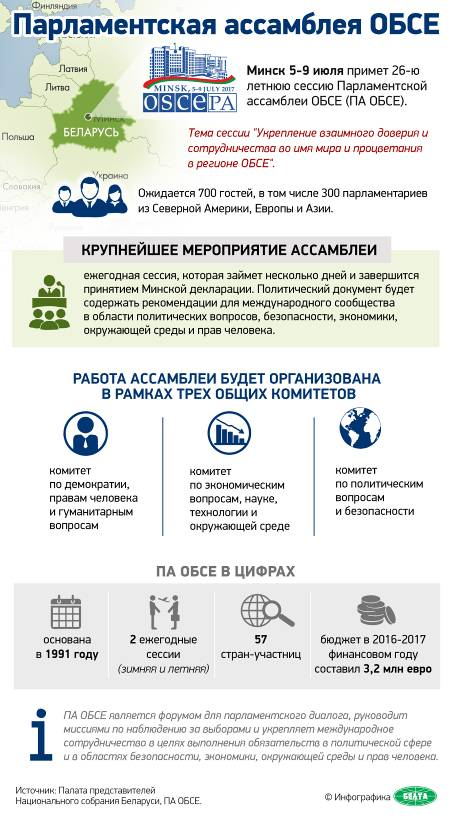 Финляндия
Парламентская ассамблея ОБСЕ
Латвия
Литва
Минск
БЕЛАРУСЬ
Польша
Украина
Словакия
MINSK, 5-9 JULY 2017
OSCEPA
Минск 5-9 июля примет 26-ю
летнюю сессию Парламентской
ассамблеи ОБСЕ (ПА ОБСЕ).
Тема сессии "Укрепление взаимного доверия и
сотрудничества во имя мира и процветания
в регионе ОБСЕ".
Ожидается 700 гостей, в том числе 300 парламентариев
из Северной Америки, Европы и Азии.
КРУПНЕЙШЕЕ МЕРОПРИЯТИЕ АССАМБЛЕИ
ежегодная сессия, которая займет несколько дней и завершится
принятием Минской декларации. Политический документ будет
содержать рекомендации для международного сообщества
в области политических вопросов, безопасности, экономики,
окружающей среды и прав человека.
РАБОТА АССАМБЛЕИ БУДЕТ ОРГАНИЗОВАНА
В РАМКАХ ТРЕХ ОБЩИХ КОМИТЕТОВ
комитет
по демократии,
правам человека
и гуманитарным
вопросам
комитет
по экономическим
вопросам, науке,
технологии и
окружающей среде
комитет
по политическим
вопросам
и безопасности
ПА ОБСЕ В ЦИФРАХ
основана
в 1991 году
2 ежегодные
сессии
(зимняя и летняя)
57
стран-участниц
бюджет в 2016-2017
финансовом году
составил 3,2 млн евро
ПА ОБСЕ является форумом для парламентского диалога, руководит
миссиями по наблюдению за выборами и укрепляет международное
сотрудничество в целях выполнения обязательств в политической сфере
и в областях безопасности, экономики, окружающей среды и прав человека.
Источник: Палата представителей
Национального собрания Беларуси, ПА ОБСЕ.
© Инфографика БЕЛТА